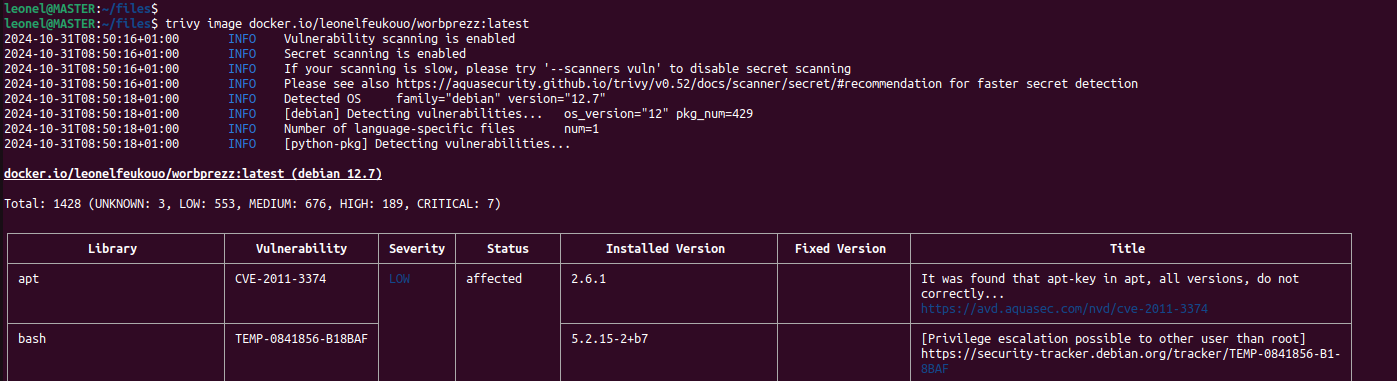 leonel@MASTER:~/files$
leonel@MASTER:~/files$ trivy image docker.io/leonelfeukouo/worbprezz:latest
2024-10-31T08:50:16+01:00 INFO Vulnerability scanning is enabled
2024-10-31T08:50:16+01:00 INFO Secret scanning is enabled
2024-10-31T08:50:16+01:00 INFO If your scanning is slow, please try '--scanners vuln' to disable secret scanning
2024-10-31T08:50:16+01:00 INFO Please see also https://aquasecurity.github.io/trivy/v0.52/docs/scanner/secret/#recommendation for faster secret detection
2024-10-31T08:50:18+01:00 INFO Detected OS family="debian" version="12.7"
2024-10-31T08:50:18+01:00 INFO [debian] Detecting vulnerabilities... os_version="12" pkg_num=429
2024-10-31T08:50:18+01:00 INFO Number of language-specific files num=1
2024-10-31T08:50:18+01:00 INFO [python-pkg] Detecting vulnerabilities...
docker.io/leonelfeukouo/worbprezz:latest (debian 12.7)
Total: 1428 (UNKNOWN: 3, LOW: 553, MEDIUM: 676, HIGH: 189, CRITICAL: 7)
Library Vulnerability Severity Status Installed Version Fixed Version Title
apt CVE-2011-3374 LOW affected 2.6.1 It was found that apt-key in apt, all versions, do not
correctly...
https://avd.aquasec.com/nvd/cve-2011-3374
bash TEMP-0841856-B18BAF 5.2.15-2+b7 [Privilege escalation possible to other user than root]
https://security-tracker.debian.org/tracker/TEMP-0841856-B1-
8BAF